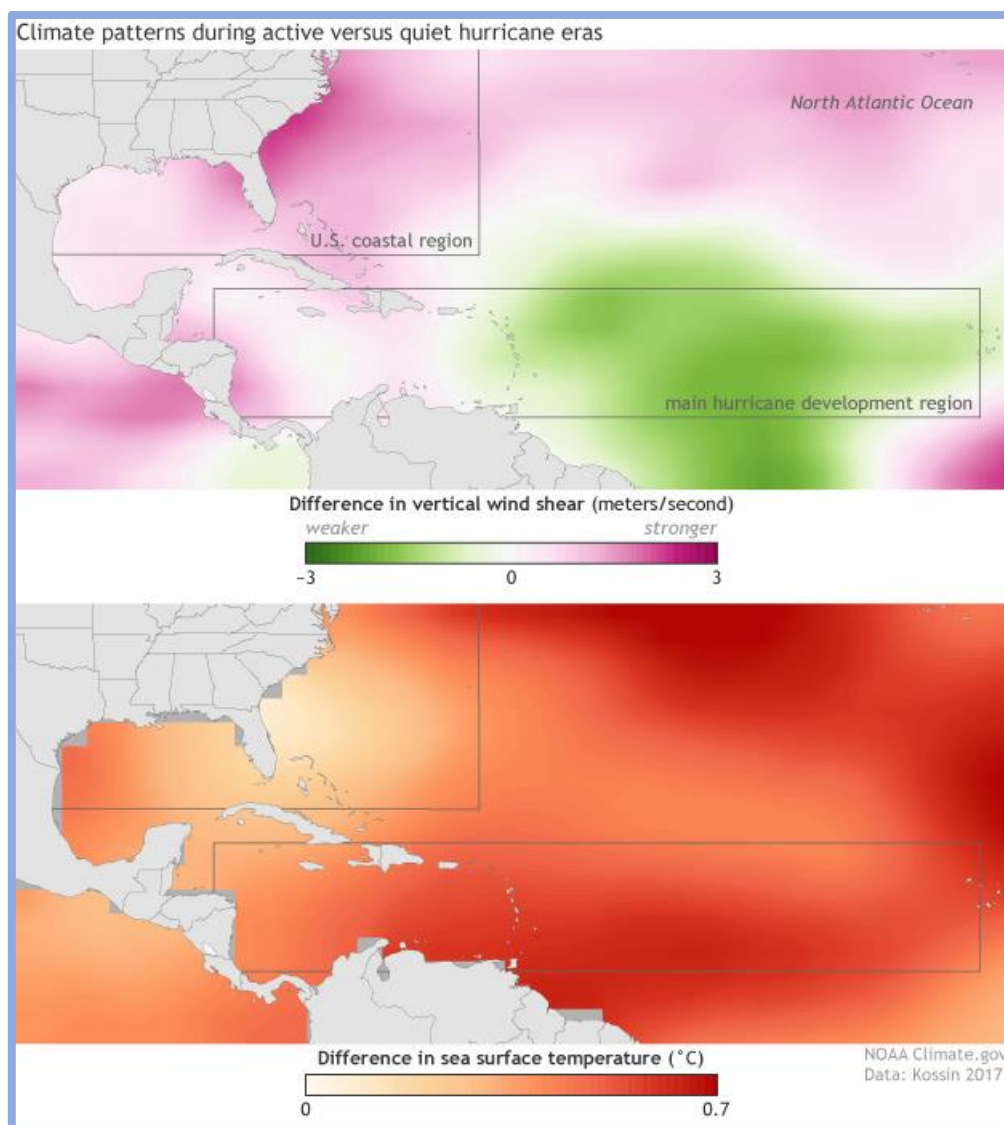 Climate patterns during active versus quiet hurricane eras
North Atlantic Ocean
U.S. coastal region
main hurricane development region
Difference in vertical wind shear (meters/second)
weaker stronger
−3 0 3
Difference in sea surface temperature (°C)
0 0.7
NOAA Climate.gov
Data: Kossin 2017